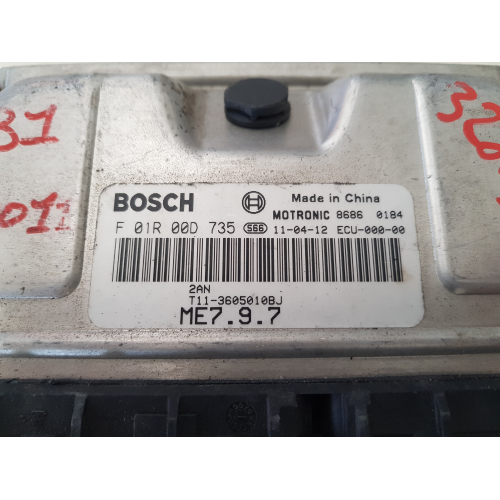 31
BOSCH
Made in China
MOTRONIC 8686 0184
F 01R 00D 735 S66 11-04-12 ECU-000-00
2AN
T11-3605010BJ
ME7.9.7